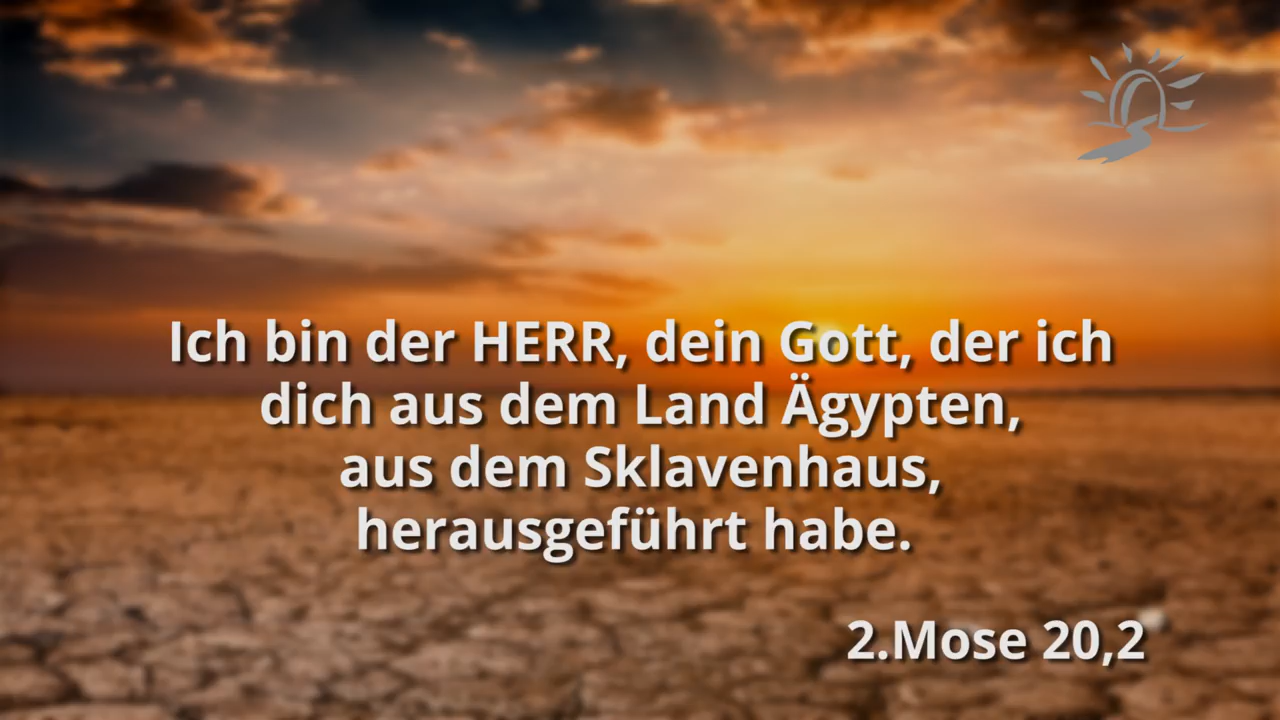 Ich bin der HERR, dein Gott, der ich
dich aus dem Land Ägypten,
aus dem Sklavenhaus,
herausgeführt habe.
2.Mose 20,2